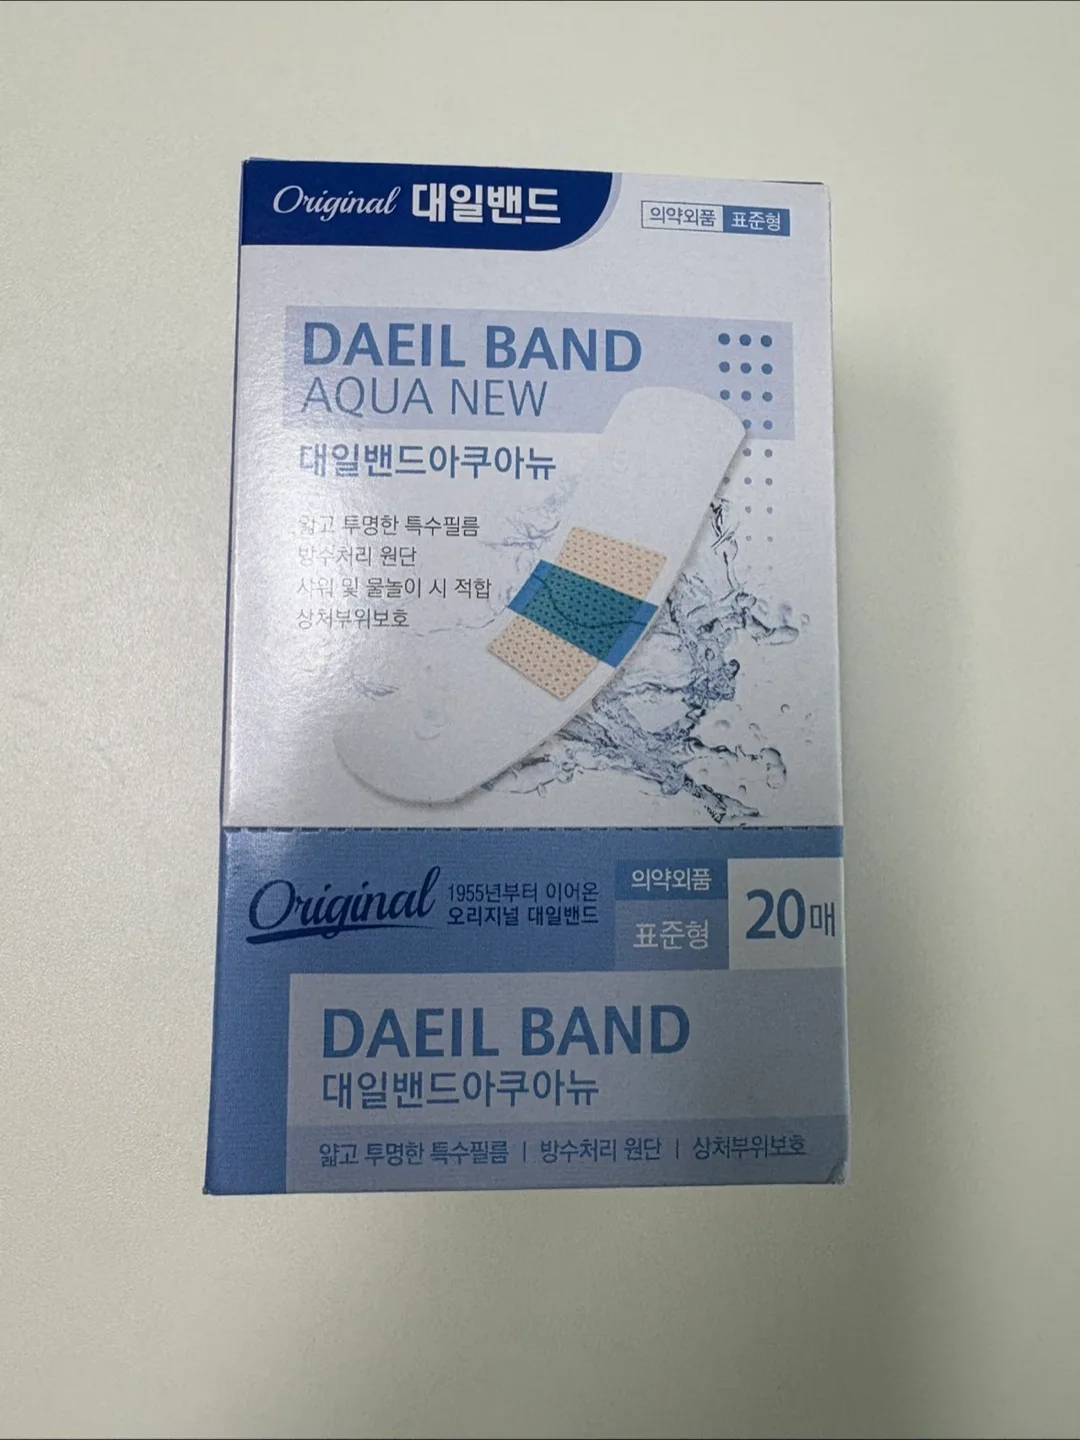 Original 대일밴드
의약외품 표준형
DAEIL BAND
AQUA NEW
대일밴드아쿠아뉴
얇고 투명한 특수필름
방수처리 원단
샤워 및 물놀이 시 적합
상처부위보호
Original 1955년부터 이어온
오리지널 대일밴드
의약외품
표준형
20매
DAEIL BAND
대일밴드아쿠아뉴
얇고 투명한 특수필름 | 방수처리 원단 | 상처부위보호